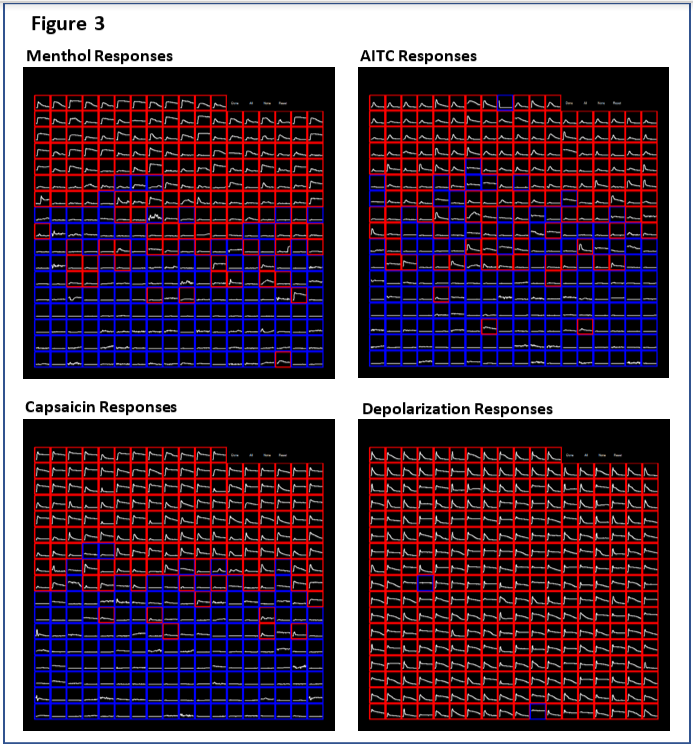 Figure 3
Menthol Responses
AITC Responses
Capsaicin Responses
Depolarization Responses